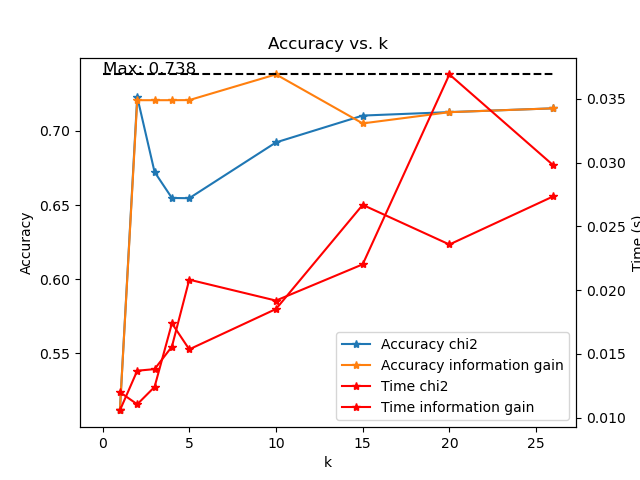 Accuracy vs. k
Max: 0.738
0.70
0.65
0.60
0.55
Accuracy
0.035
0.030
0.025
0.020
0.015
0.010
Time (s)
Accuracy chi2
Accuracy information gain
Time chi2
Time information gain
0 5 10 15 20 25
k